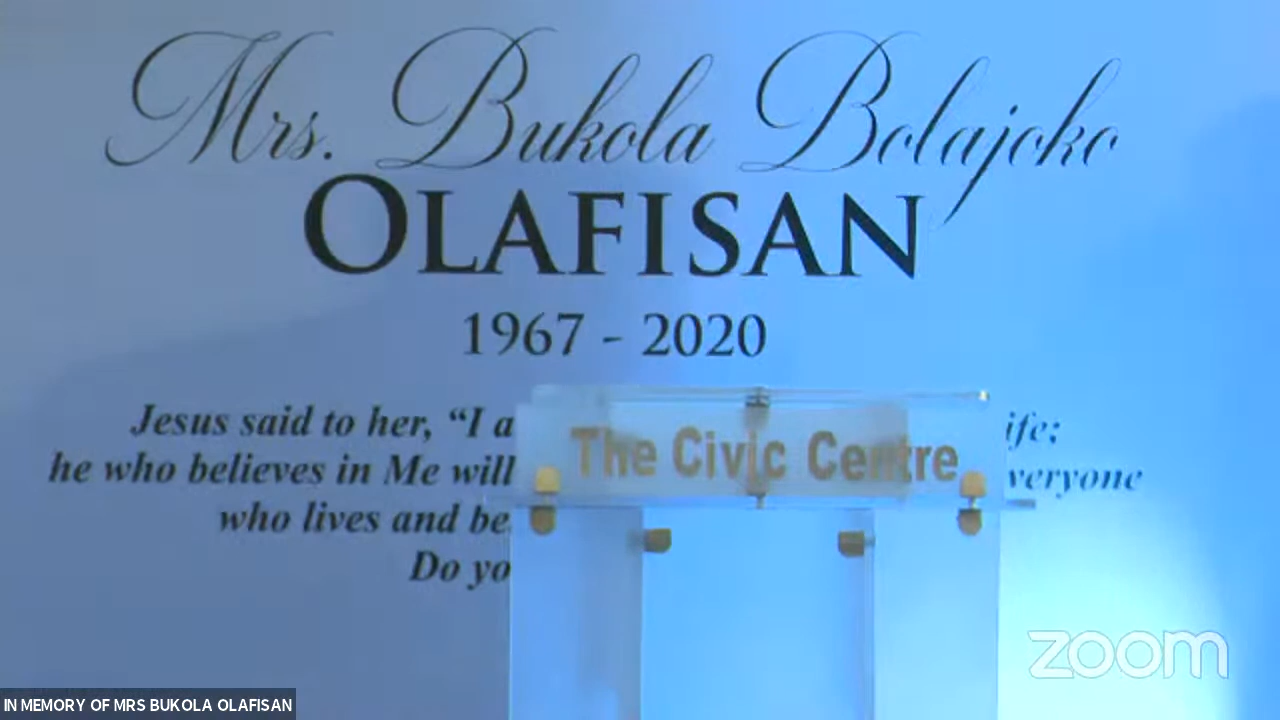 Mrs. Bukola Bolajoko
OLAFISAN
1967 - 2020
Jesus said to her, “I a ife;
he who believes in Me will veryone
who lives and be
Do yo
The Civic Centre
zoom
IN MEMORY OF MRS BUKOLA OLAFISAN